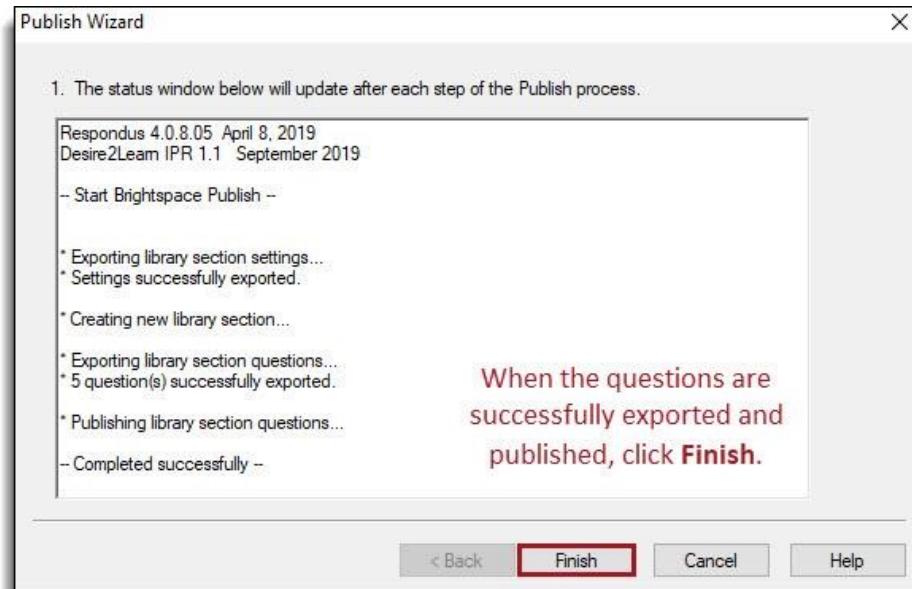 Publish Wizard
1. The status window below will update after each step of the Publish process.
Respondus 4.0.8.05 April 8, 2019
Desire2Learn IPR 1.1 September 2019
-- Start Brightspace Publish --
* Exporting library section settings...
* Settings successfully exported.
* Creating new library section...
* Exporting library section questions...
* 5 question(s) successfully exported.
* Publishing library section questions...
-- Completed successfully --
When the questions are
successfully exported and
published, click Finish.
< Back Finish Cancel Help